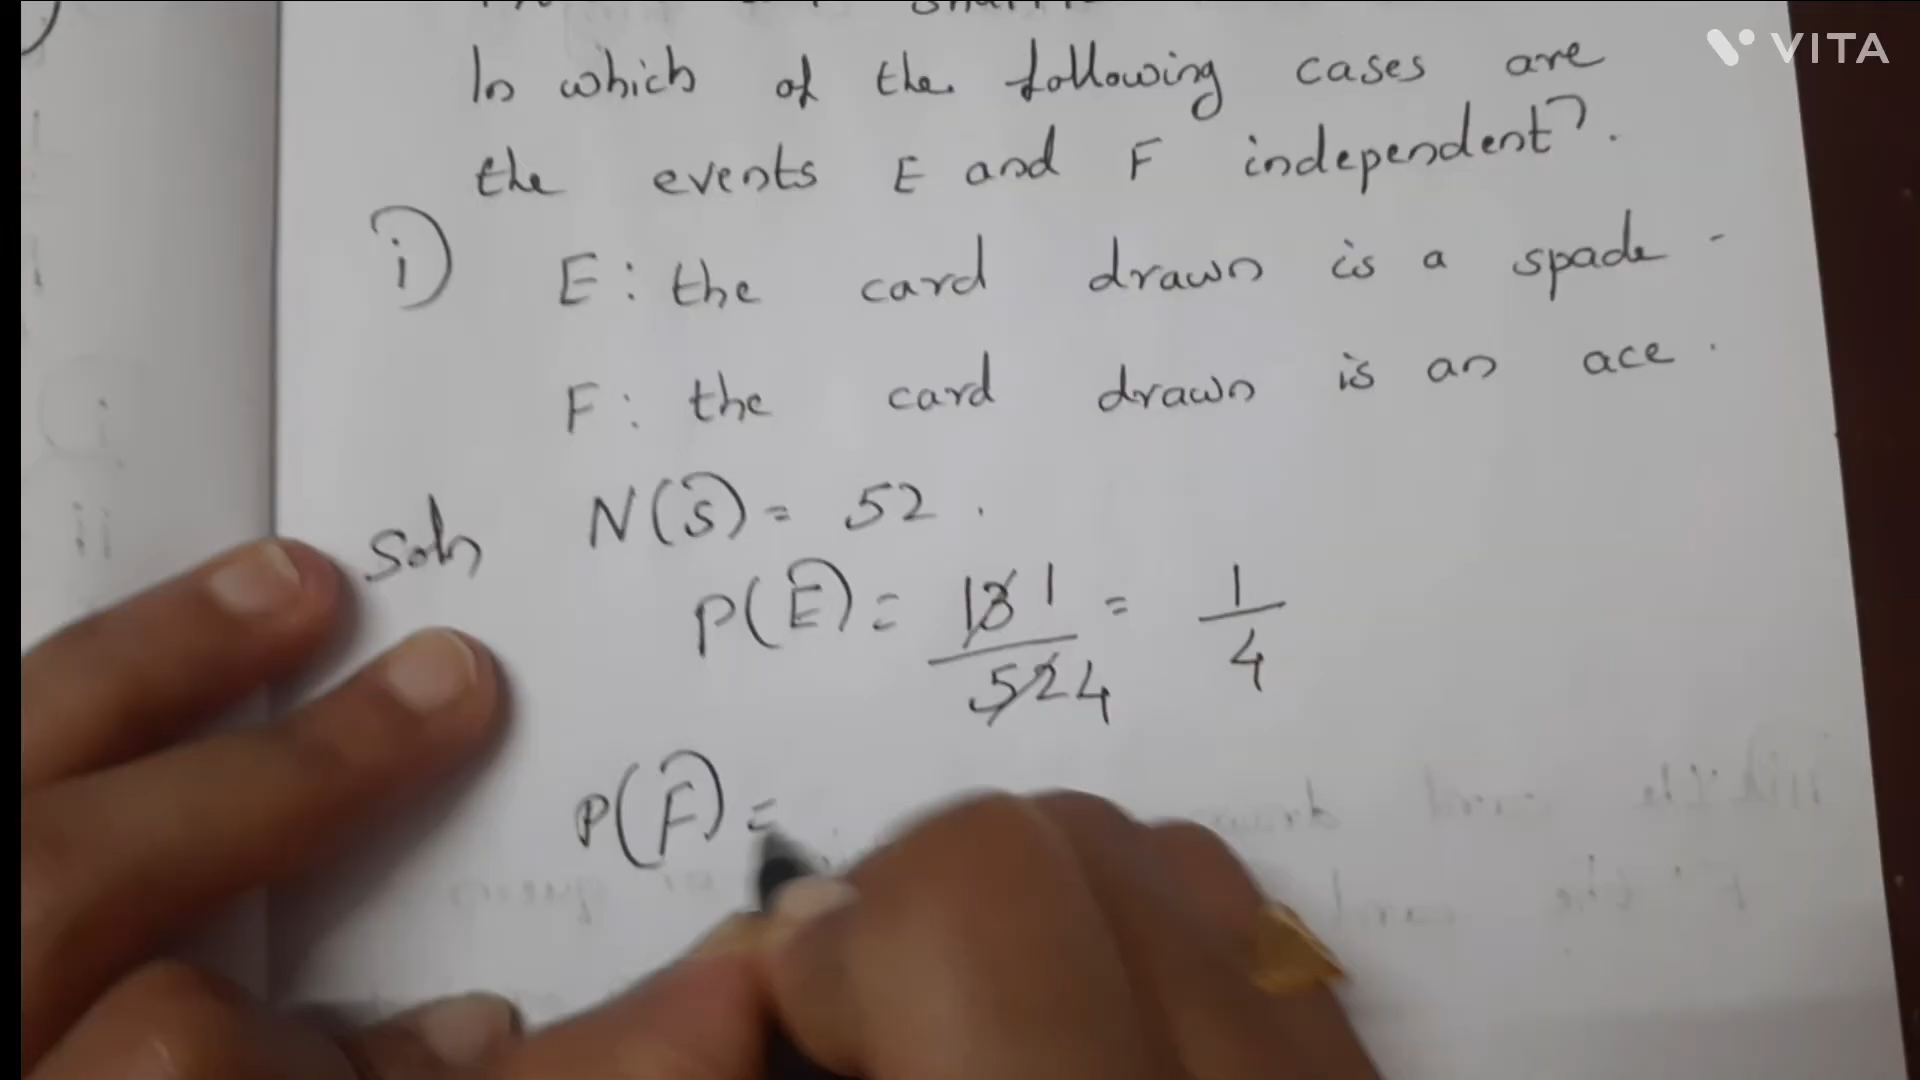 In which of the following cases are
the events E and F independent?.
i) E: the card drawn is a spade.
F: the card drawn is an ace.
Soln N(S) = 52.
P(E) = 13 1 / 52 4 = 1/4
P(F) =
VITA